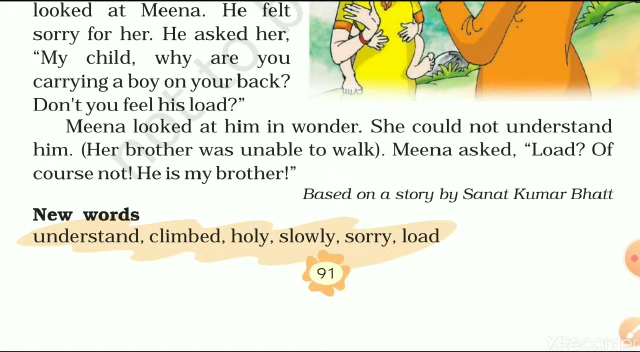 looked at Meena. He felt
sorry for her. He asked her,
“My child, why are you
carrying a boy on your back?
Don't you feel his load?”
Meena looked at him in wonder. She could not understand
him. (Her brother was unable to walk). Meena asked, “Load? Of
course not! He is my brother!”
Based on a story by Sanat Kumar Bhatt
New words
understand, climbed, holy, slowly, sorry, load
91
XRecorder